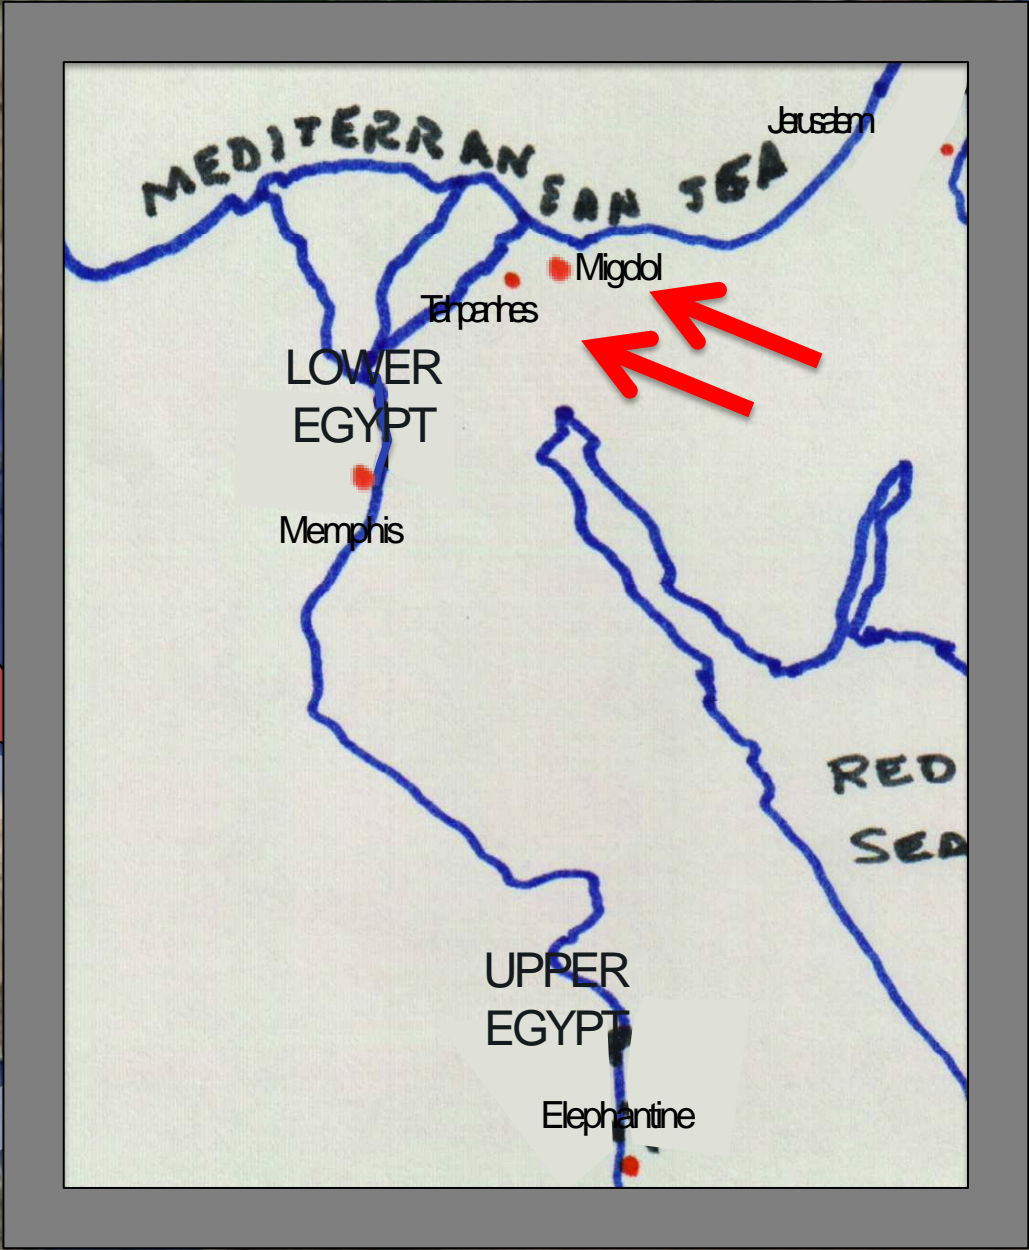 Jerusalem
MEDITERRANEAN SEA
Migdol
Tahpanhes
LOWER
EGYPT
Memphis
RED
SEA
UPPER
EGYPT
Elephantine